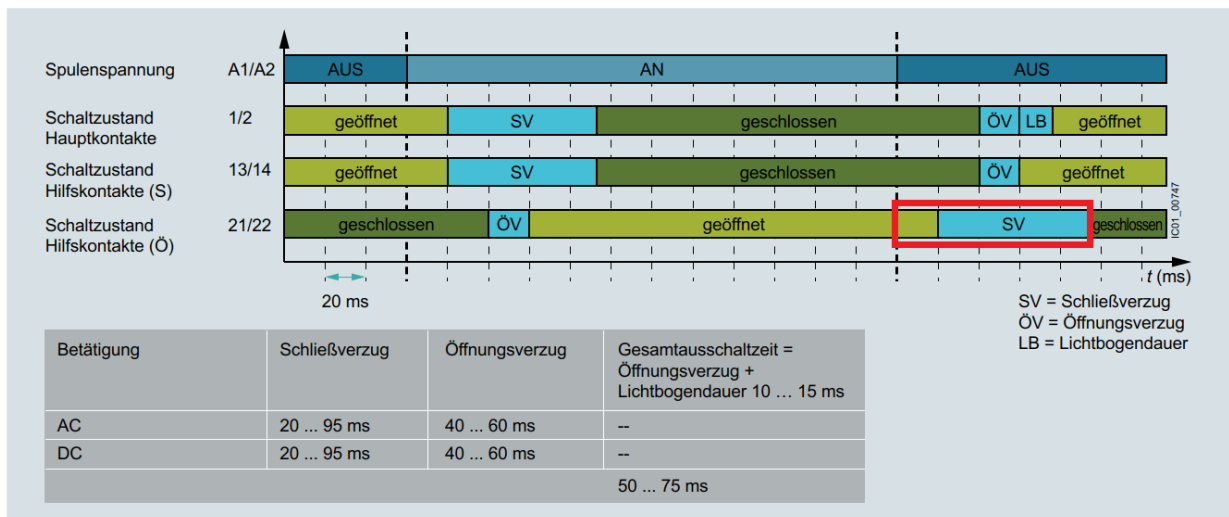 Spulenspannung A1/A2 AUS AN AUS
Schaltzustand
Hauptkontakte 1/2 geöffnet SV geschlossen ÖV LB geöffnet
Schaltzustand
Hilfskontakte (S) 13/14 geöffnet SV geschlossen ÖV geöffnet
Schaltzustand
Hilfskontakte (Ö) 21/22 geschlossen ÖV geöffnet SV geschlossen
IC01_00747
t (ms)
20 ms
SV = Schließverzug
ÖV = Öffnungsverzug
LB = Lichtbogendauer
Betätigung Schließverzug Öffnungsverzug Gesamtausschaltzeit =
Öffnungsverzug +
Lichtbogendauer 10 … 15 ms
AC 20 ... 95 ms 40 ... 60 ms --
DC 20 ... 95 ms 40 ... 60 ms --
50 ... 75 ms